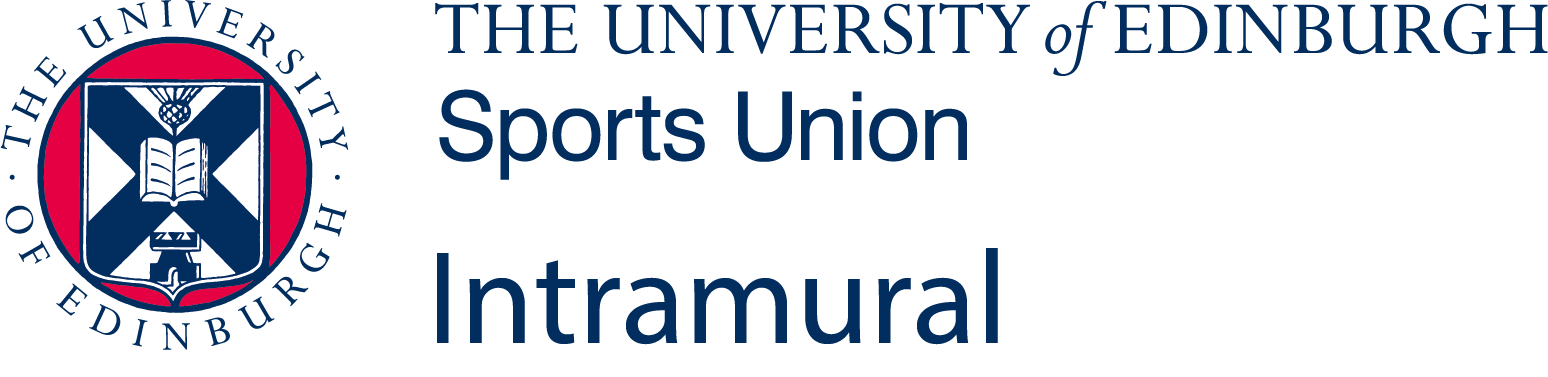 THE UNIVERSITY OF EDINBURGH
THE UNIVERSITY of EDINBURGH
Sports Union
Intramural